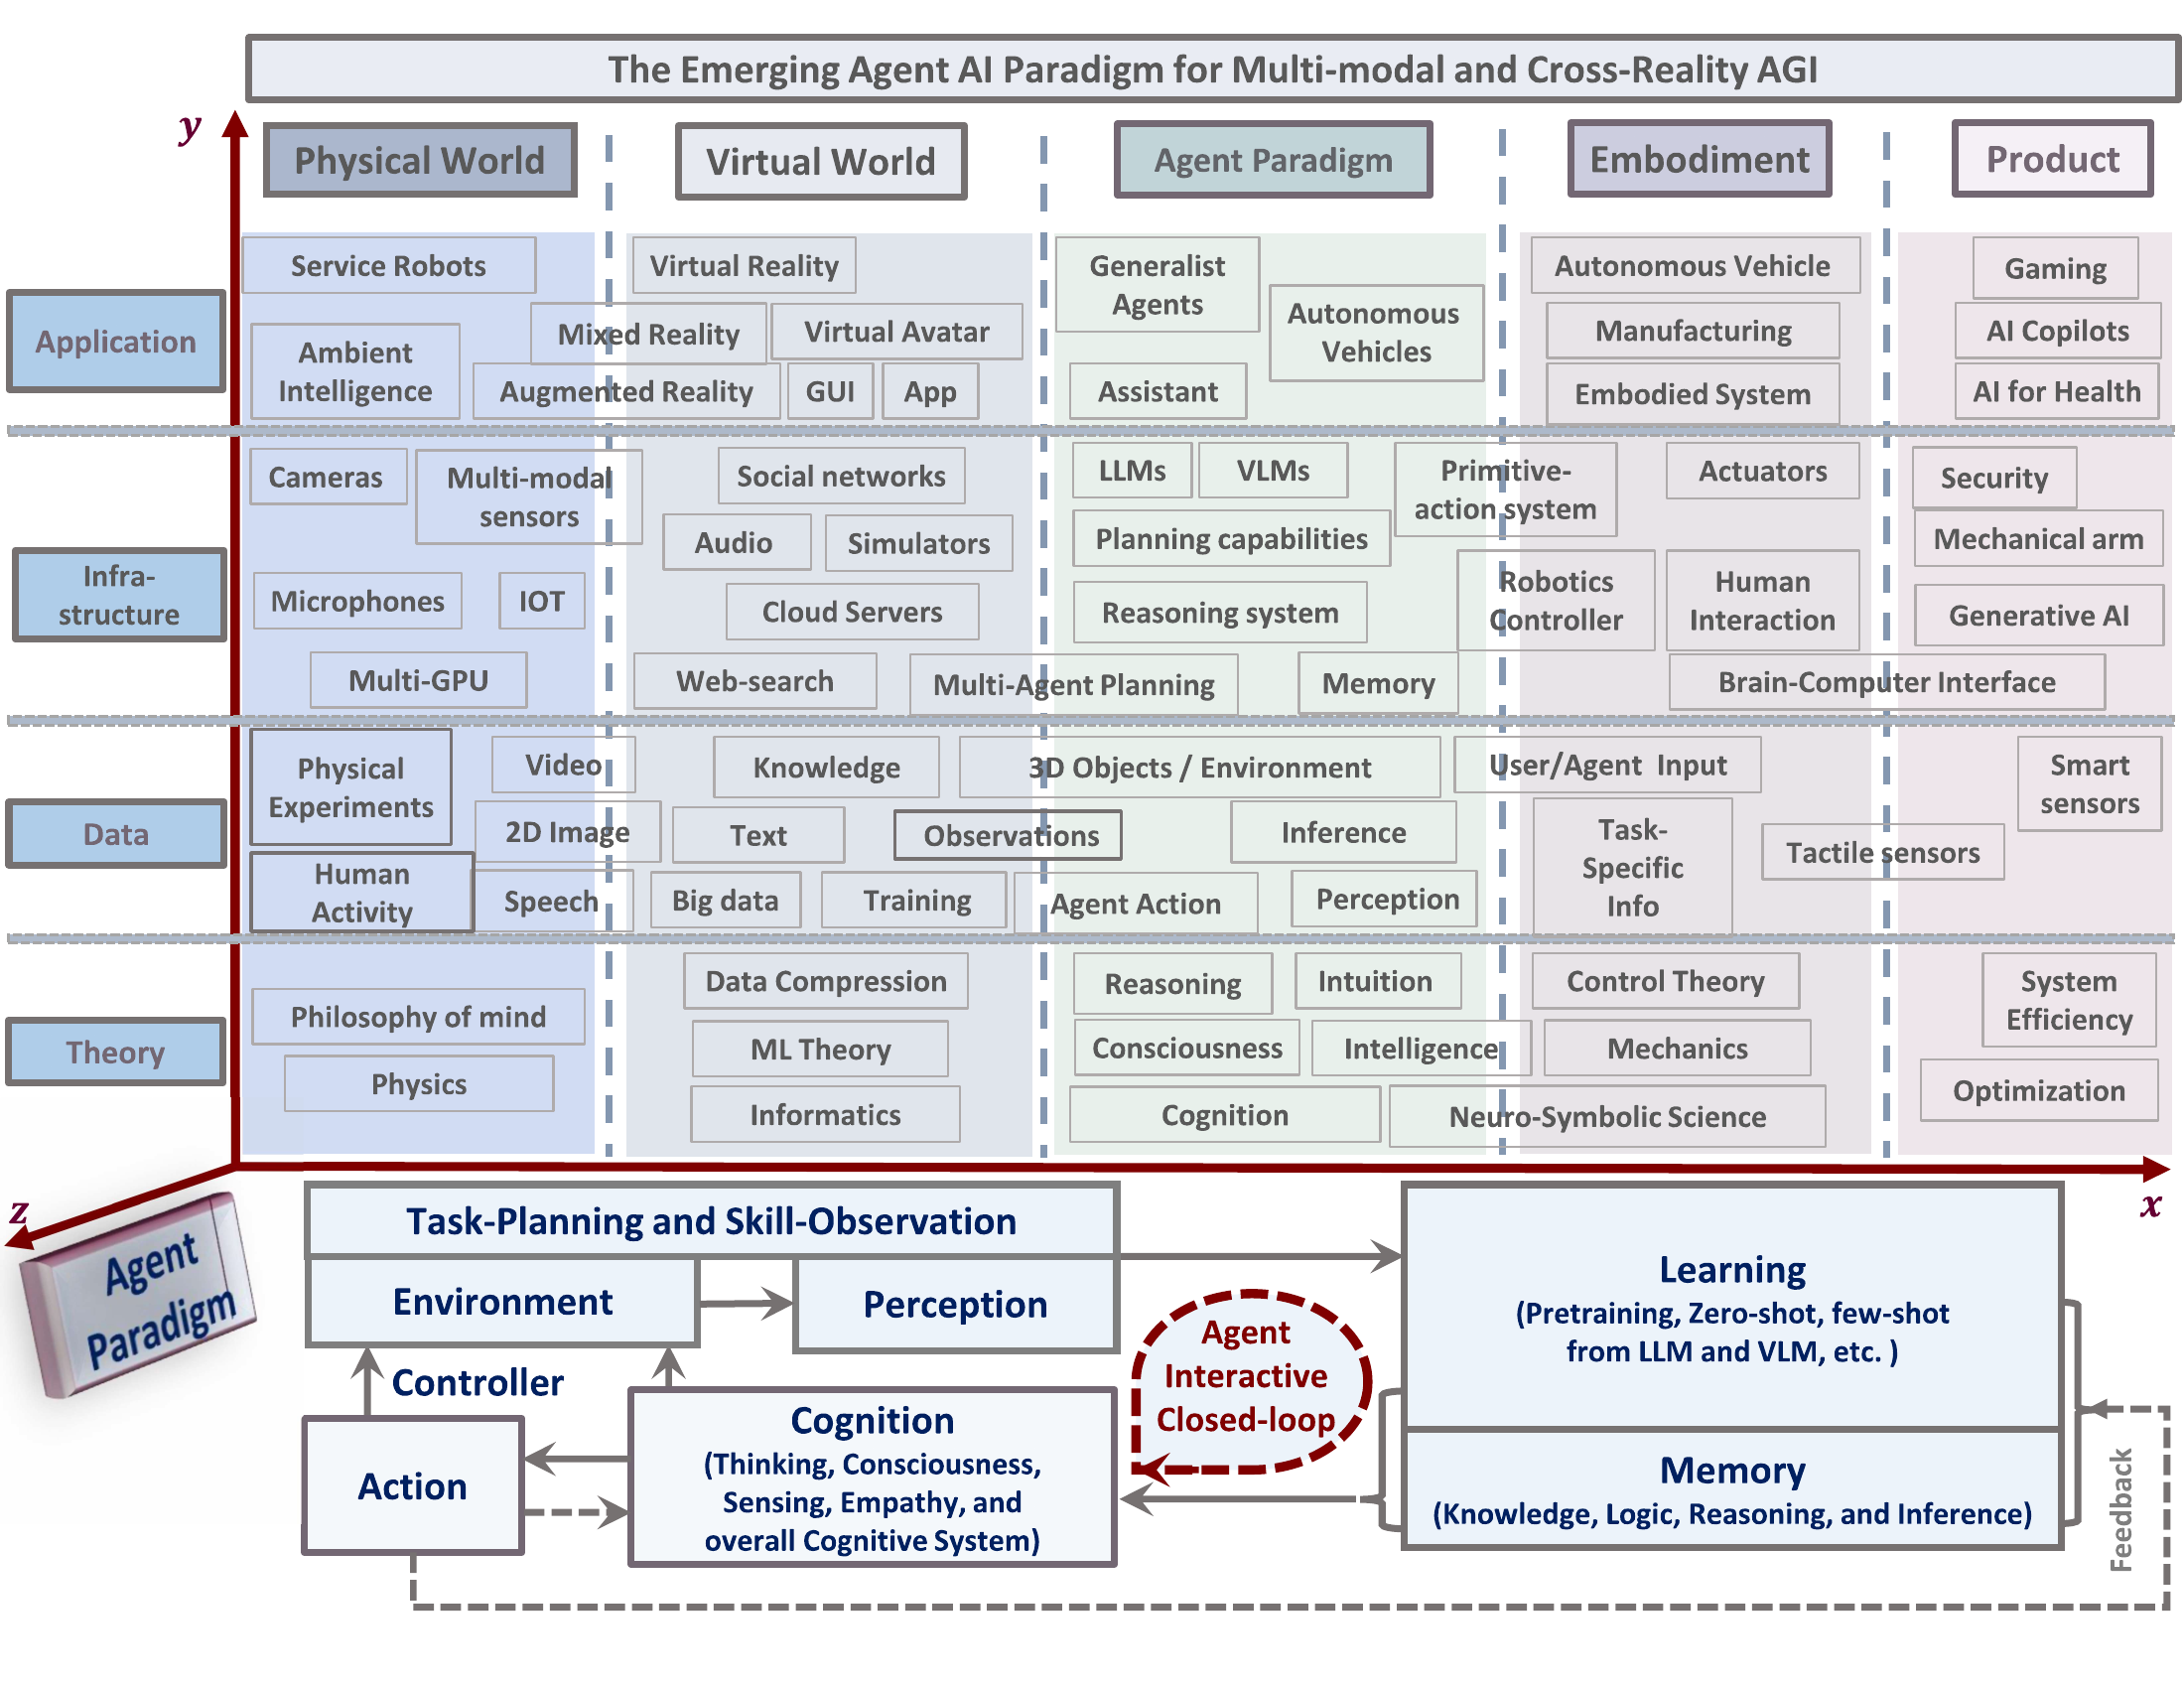 The Emerging Agent AI Paradigm for Multi-modal and Cross-Reality AGI
y
Physical World
Virtual World
Agent Paradigm
Embodiment
Product
Application
Service Robots
Ambient
Intelligence
Mixed Reality
Augmented Reality
Virtual Reality
Virtual Avatar
GUI
App
Generalist
Agents
Autonomous
Vehicles
Assistant
Autonomous Vehicle
Manufacturing
Embodied System
Gaming
AI Copilots
AI for Health
Infra-
structure
Cameras
Multi-modal
sensors
Microphones
IOT
Multi-GPU
Social networks
Audio
Simulators
Cloud Servers
Web-search
Multi-Agent Planning
LLMs
VLMs
Planning capabilities
Reasoning system
Memory
Primitive-
action system
Robotics
Controller
Actuators
Human
Interaction
Brain-Computer Interface
Security
Mechanical arm
Generative AI
Data
Physical
Experiments
Human
Activity
Video
2D Image
Speech
Knowledge
Text
Big data
Training
Observations
3D Objects / Environment
Inference
Agent Action
Perception
User/Agent Input
Task-
Specific
Info
Tactile sensors
Smart
sensors
Theory
Philosophy of mind
Physics
Data Compression
ML Theory
Informatics
Reasoning
Intuition
Consciousness
Intelligence
Cognition
Neuro-Symbolic Science
Control Theory
Mechanics
System
Efficiency
Optimization
z
x
Agent
Paradigm
Task-Planning and Skill-Observation
Environment
Perception
Controller
Action
Cognition
(Thinking, Consciousness,
Sensing, Empathy, and
overall Cognitive System)
Agent
Interactive
Closed-loop
Learning
(Pretraining, Zero-shot, few-shot
from LLM and VLM, etc. )
Memory
(Knowledge, Logic, Reasoning, and Inference)
Feedback